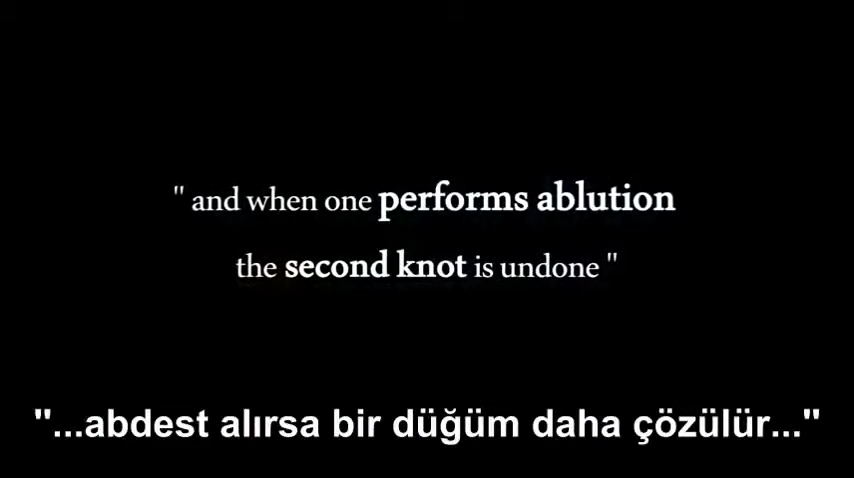 " and when one performs ablution
the second knot is undone "
"...abdest alırsa bir düğüm daha çözülür..."